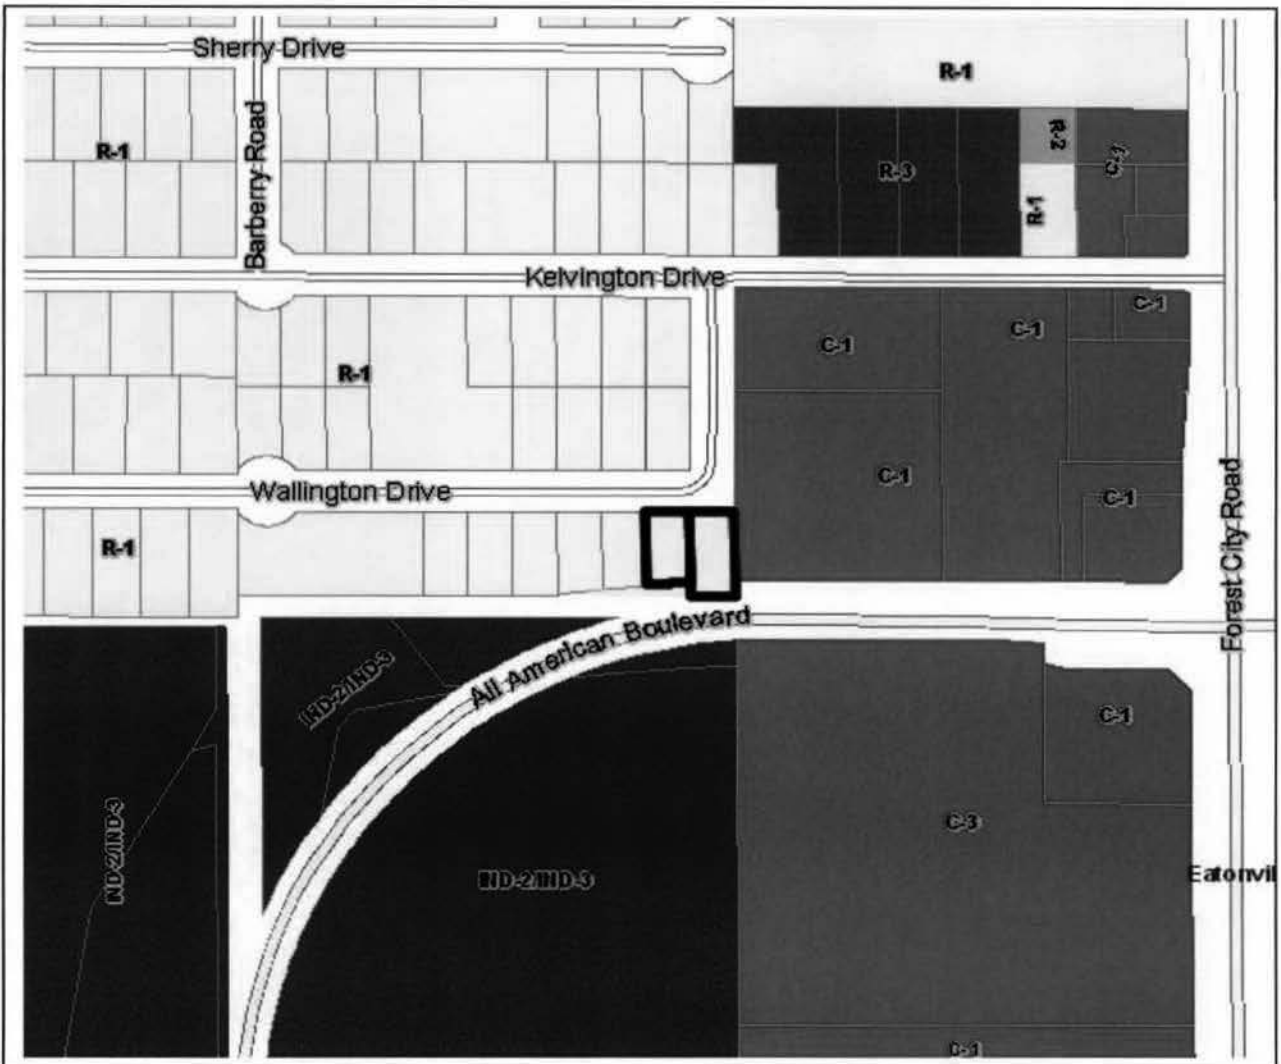 Sherry Drive
R-1
R-1
Barberry Road
R-3
R-2
C-1
R-1
Kelvington Drive
C-1
C-1
C-1
R-1
C-1
C-1
Wallington Drive
Forest City Road
R-1
All American Boulevard
IND-2/IND-3
C-1
C-3
IND-2/IND-3
IND-2/IND-3
Eatonvil
C-1